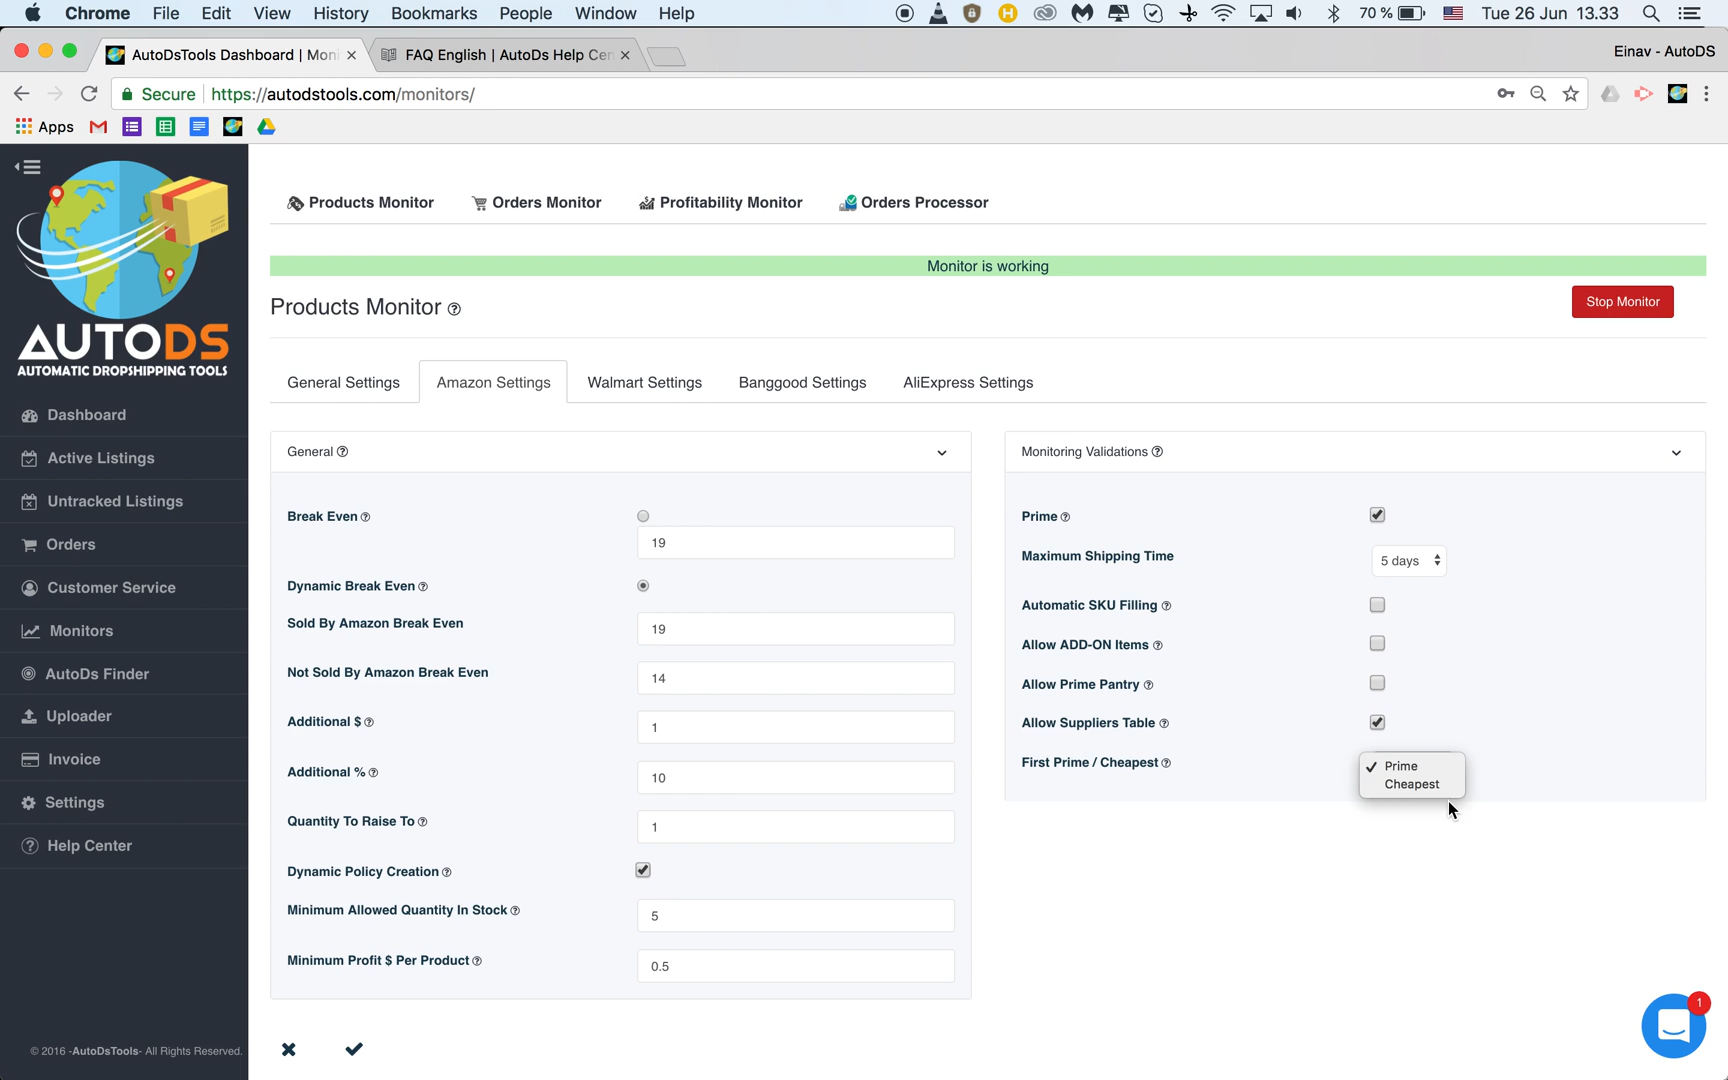 Chrome File Edit View History Bookmarks People Window Help 70 % Tue 26 Jun 13.33
AutoDsTools Dashboard | Moni FAQ English | AutoDs Help Cen Einav - AutoDS
Secure https://autodstools.com/monitors/
Apps
AUTODS
AUTOMATIC DROPSHIPPING TOOLS
Dashboard
Active Listings
Untracked Listings
Orders
Customer Service
Monitors
AutoDs Finder
Uploader
Invoice
Settings
Help Center
© 2016 -AutoDsTools- All Rights Reserved.
Products Monitor Orders Monitor Profitability Monitor Orders Processor
Monitor is working
Products Monitor
Stop Monitor
General Settings Amazon Settings Walmart Settings Banggood Settings AliExpress Settings
General
Break Even
19
Dynamic Break Even
Sold By Amazon Break Even 19
Not Sold By Amazon Break Even 14
Additional $ 1
Additional % 10
Quantity To Raise To 1
Dynamic Policy Creation
Minimum Allowed Quantity In Stock 5
Minimum Profit $ Per Product 0.5
Monitoring Validations
Prime
Maximum Shipping Time 5 days
Automatic SKU Filling
Allow ADD-ON Items
Allow Prime Pantry
Allow Suppliers Table
First Prime / Cheapest Prime
Cheapest
1